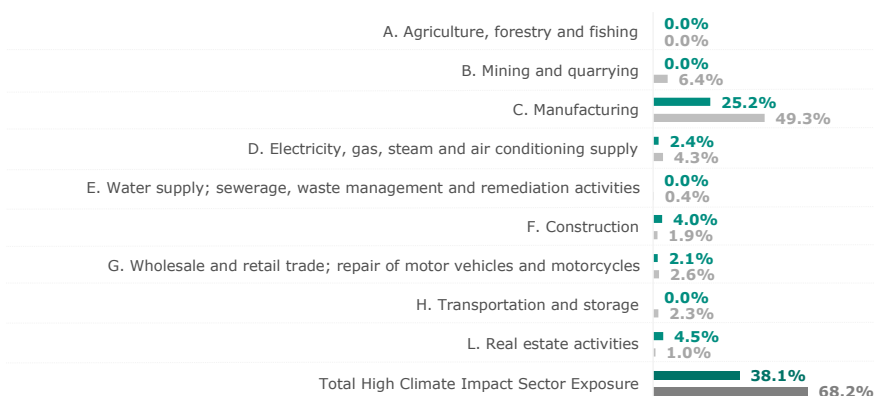 A. Agriculture, forestry and fishing
0.0%
0.0%
B. Mining and quarrying
0.0%
6.4%
C. Manufacturing
25.2%
49.3%
D. Electricity, gas, steam and air conditioning supply
2.4%
4.3%
E. Water supply; sewerage, waste management and remediation activities
0.0%
0.4%
F. Construction
4.0%
1.9%
G. Wholesale and retail trade; repair of motor vehicles and motorcycles
2.1%
2.6%
H. Transportation and storage
0.0%
2.3%
L. Real estate activities
4.5%
1.0%
Total High Climate Impact Sector Exposure
38.1%
68.2%